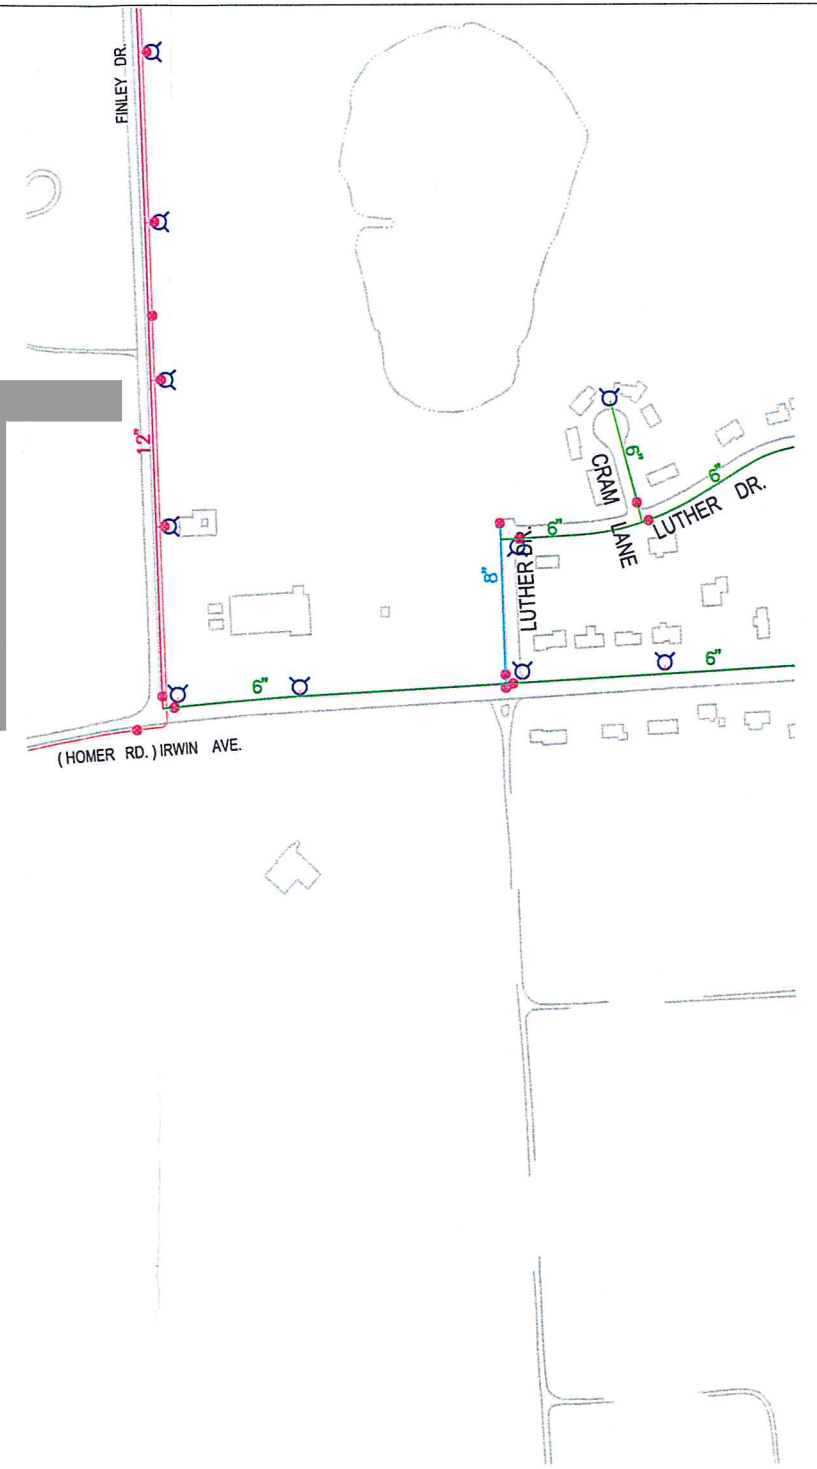 FINLEY DR.
12"
6"
CRAM LANE
6"
LUTHER DR.
6"
8"
LUTHER DR.
6"
6"
(HOMER RD.) IRWIN AVE.